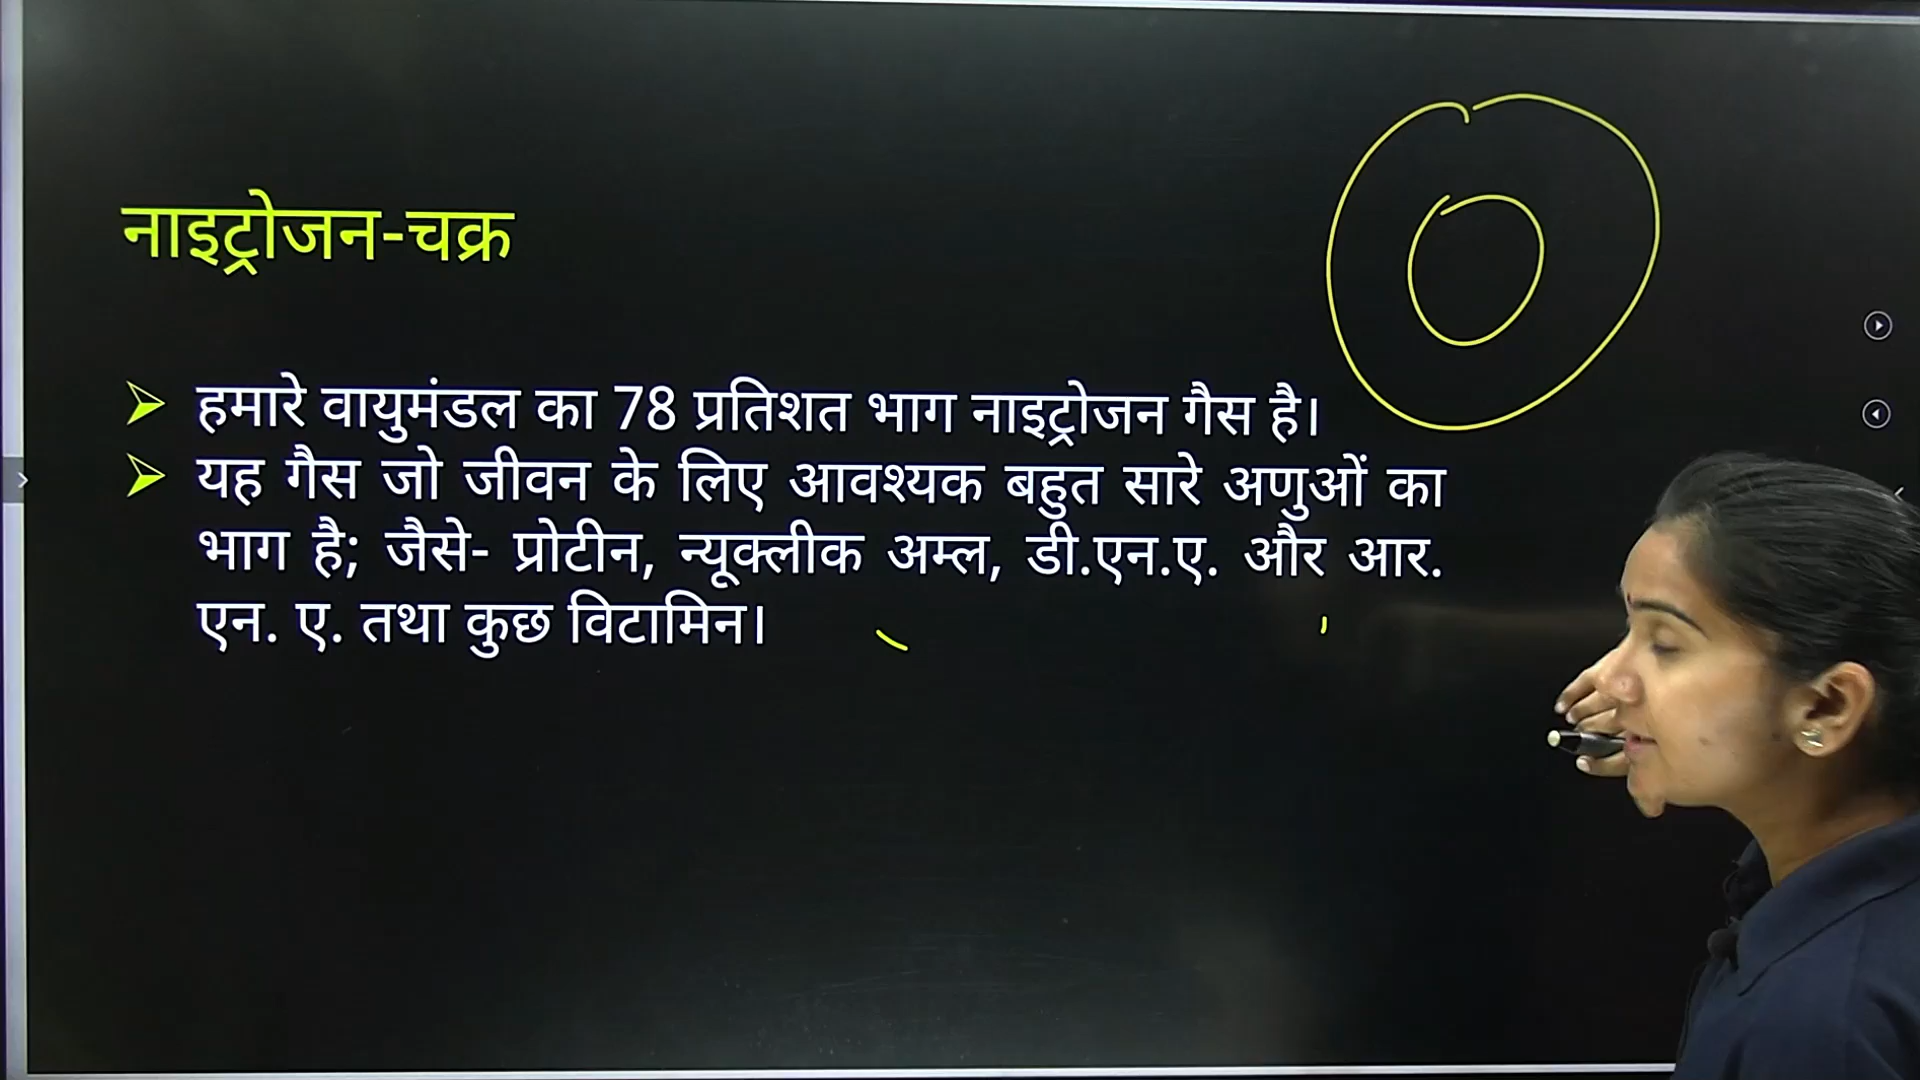 नाइट्रोजन-चक्र
हमारे वायुमंडल का 78 प्रतिशत भाग नाइट्रोजन गैस है।
यह गैस जो जीवन के लिए आवश्यक बहुत सारे अणुओं का
भाग है; जैसे- प्रोटीन, न्यूक्लीक अम्ल, डी.एन.ए. और आर.
एन. ए. तथा कुछ विटामिन।